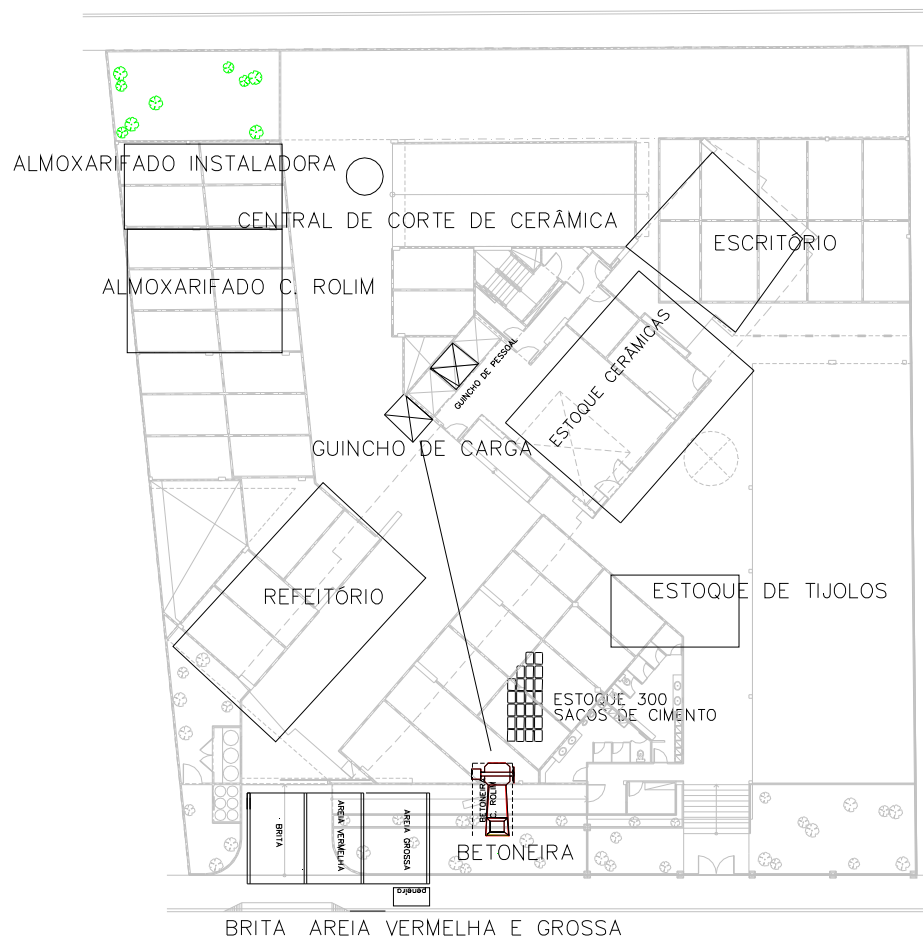 ALMOXARIFADO INSTALADORA
CENTRAL DE CORTE DE CERÂMICA
ESCRITÓRIO
ALMOXARIFADO C. ROLIM
GUINCHO DE PESSOAL
ESTOQUE CERÂMICAS
GUINCHO DE CARGA
REFEITÓRIO
ESTOQUE DE TIJOLOS
ESTOQUE 300
SACOS DE CIMENTO
BETONEIRA
C. ROLIM
BRITA
AREIA VERMELHA
AREIA GROSSA
BETONEIRA
peneira
BRITA AREIA VERMELHA E GROSSA